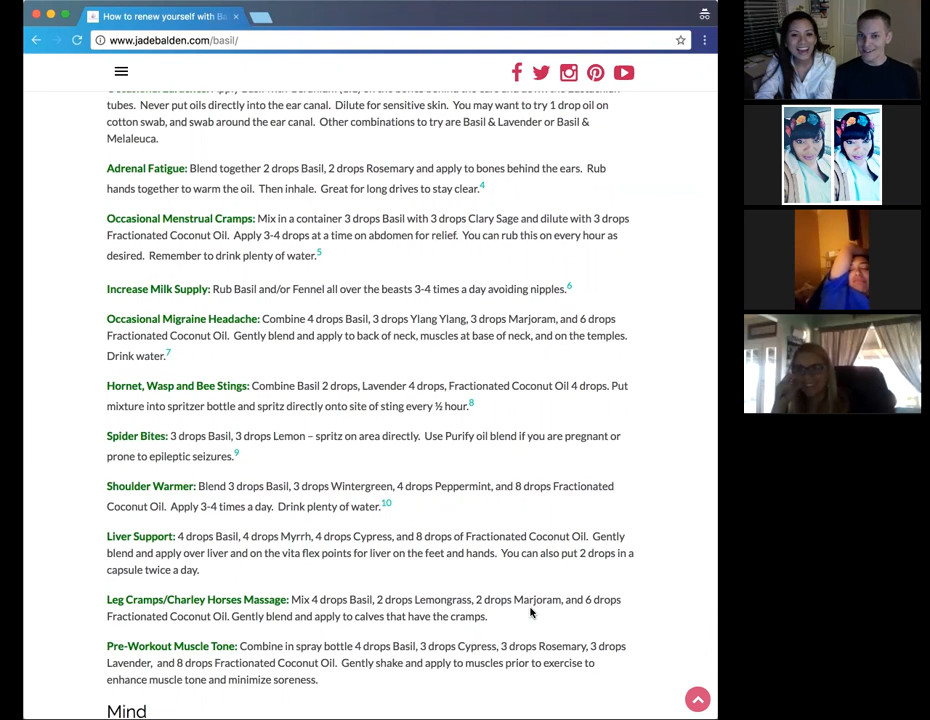 How to renew yourself with Ba
www.jadebalden.com/basil/
tubes. Never put oils directly into the ear canal. Dilute for sensitive skin. You may want to try 1 drop oil on
cotton swab, and swab around the ear canal. Other combinations to try are Basil & Lavender or Basil &
Melaleuca.
Adrenal Fatigue: Blend together 2 drops Basil, 2 drops Rosemary and apply to bones behind the ears. Rub
hands together to warm the oil. Then inhale. Great for long drives to stay clear.4
Occasional Menstrual Cramps: Mix in a container 3 drops Basil with 3 drops Clary Sage and dilute with 3 drops
Fractionated Coconut Oil. Apply 3-4 drops at a time on abdomen for relief. You can rub this on every hour as
desired. Remember to drink plenty of water.5
Increase Milk Supply: Rub Basil and/or Fennel all over the beasts 3-4 times a day avoiding nipples.6
Occasional Migraine Headache: Combine 4 drops Basil, 3 drops Ylang Ylang, 3 drops Marjoram, and 6 drops
Fractionated Coconut Oil. Gently blend and apply to back of neck, muscles at base of neck, and on the temples.
Drink water.7
Hornet, Wasp and Bee Stings: Combine Basil 2 drops, Lavender 4 drops, Fractionated Coconut Oil 4 drops. Put
mixture into spritzer bottle and spritz directly onto site of sting every ½ hour.8
Spider Bites: 3 drops Basil, 3 drops Lemon – spritz on area directly. Use Purify oil blend if you are pregnant or
prone to epileptic seizures.9
Shoulder Warmer: Blend 3 drops Basil, 3 drops Wintergreen, 4 drops Peppermint, and 8 drops Fractionated
Coconut Oil. Apply 3-4 times a day. Drink plenty of water.10
Liver Support: 4 drops Basil, 4 drops Myrrh, 4 drops Cypress, and 8 drops of Fractionated Coconut Oil. Gently
blend and apply over liver and on the vita flex points for liver on the feet and hands. You can also put 2 drops in a
capsule twice a day.
Leg Cramps/Charley Horses Massage: Mix 4 drops Basil, 2 drops Lemongrass, 2 drops Marjoram, and 6 drops
Fractionated Coconut Oil. Gently blend and apply to calves that have the cramps.
Pre-Workout Muscle Tone: Combine in spray bottle 4 drops Basil, 3 drops Cypress, 3 drops Rosemary, 3 drops
Lavender, and 8 drops Fractionated Coconut Oil. Gently shake and apply to muscles prior to exercise to
enhance muscle tone and minimize soreness.
Mind